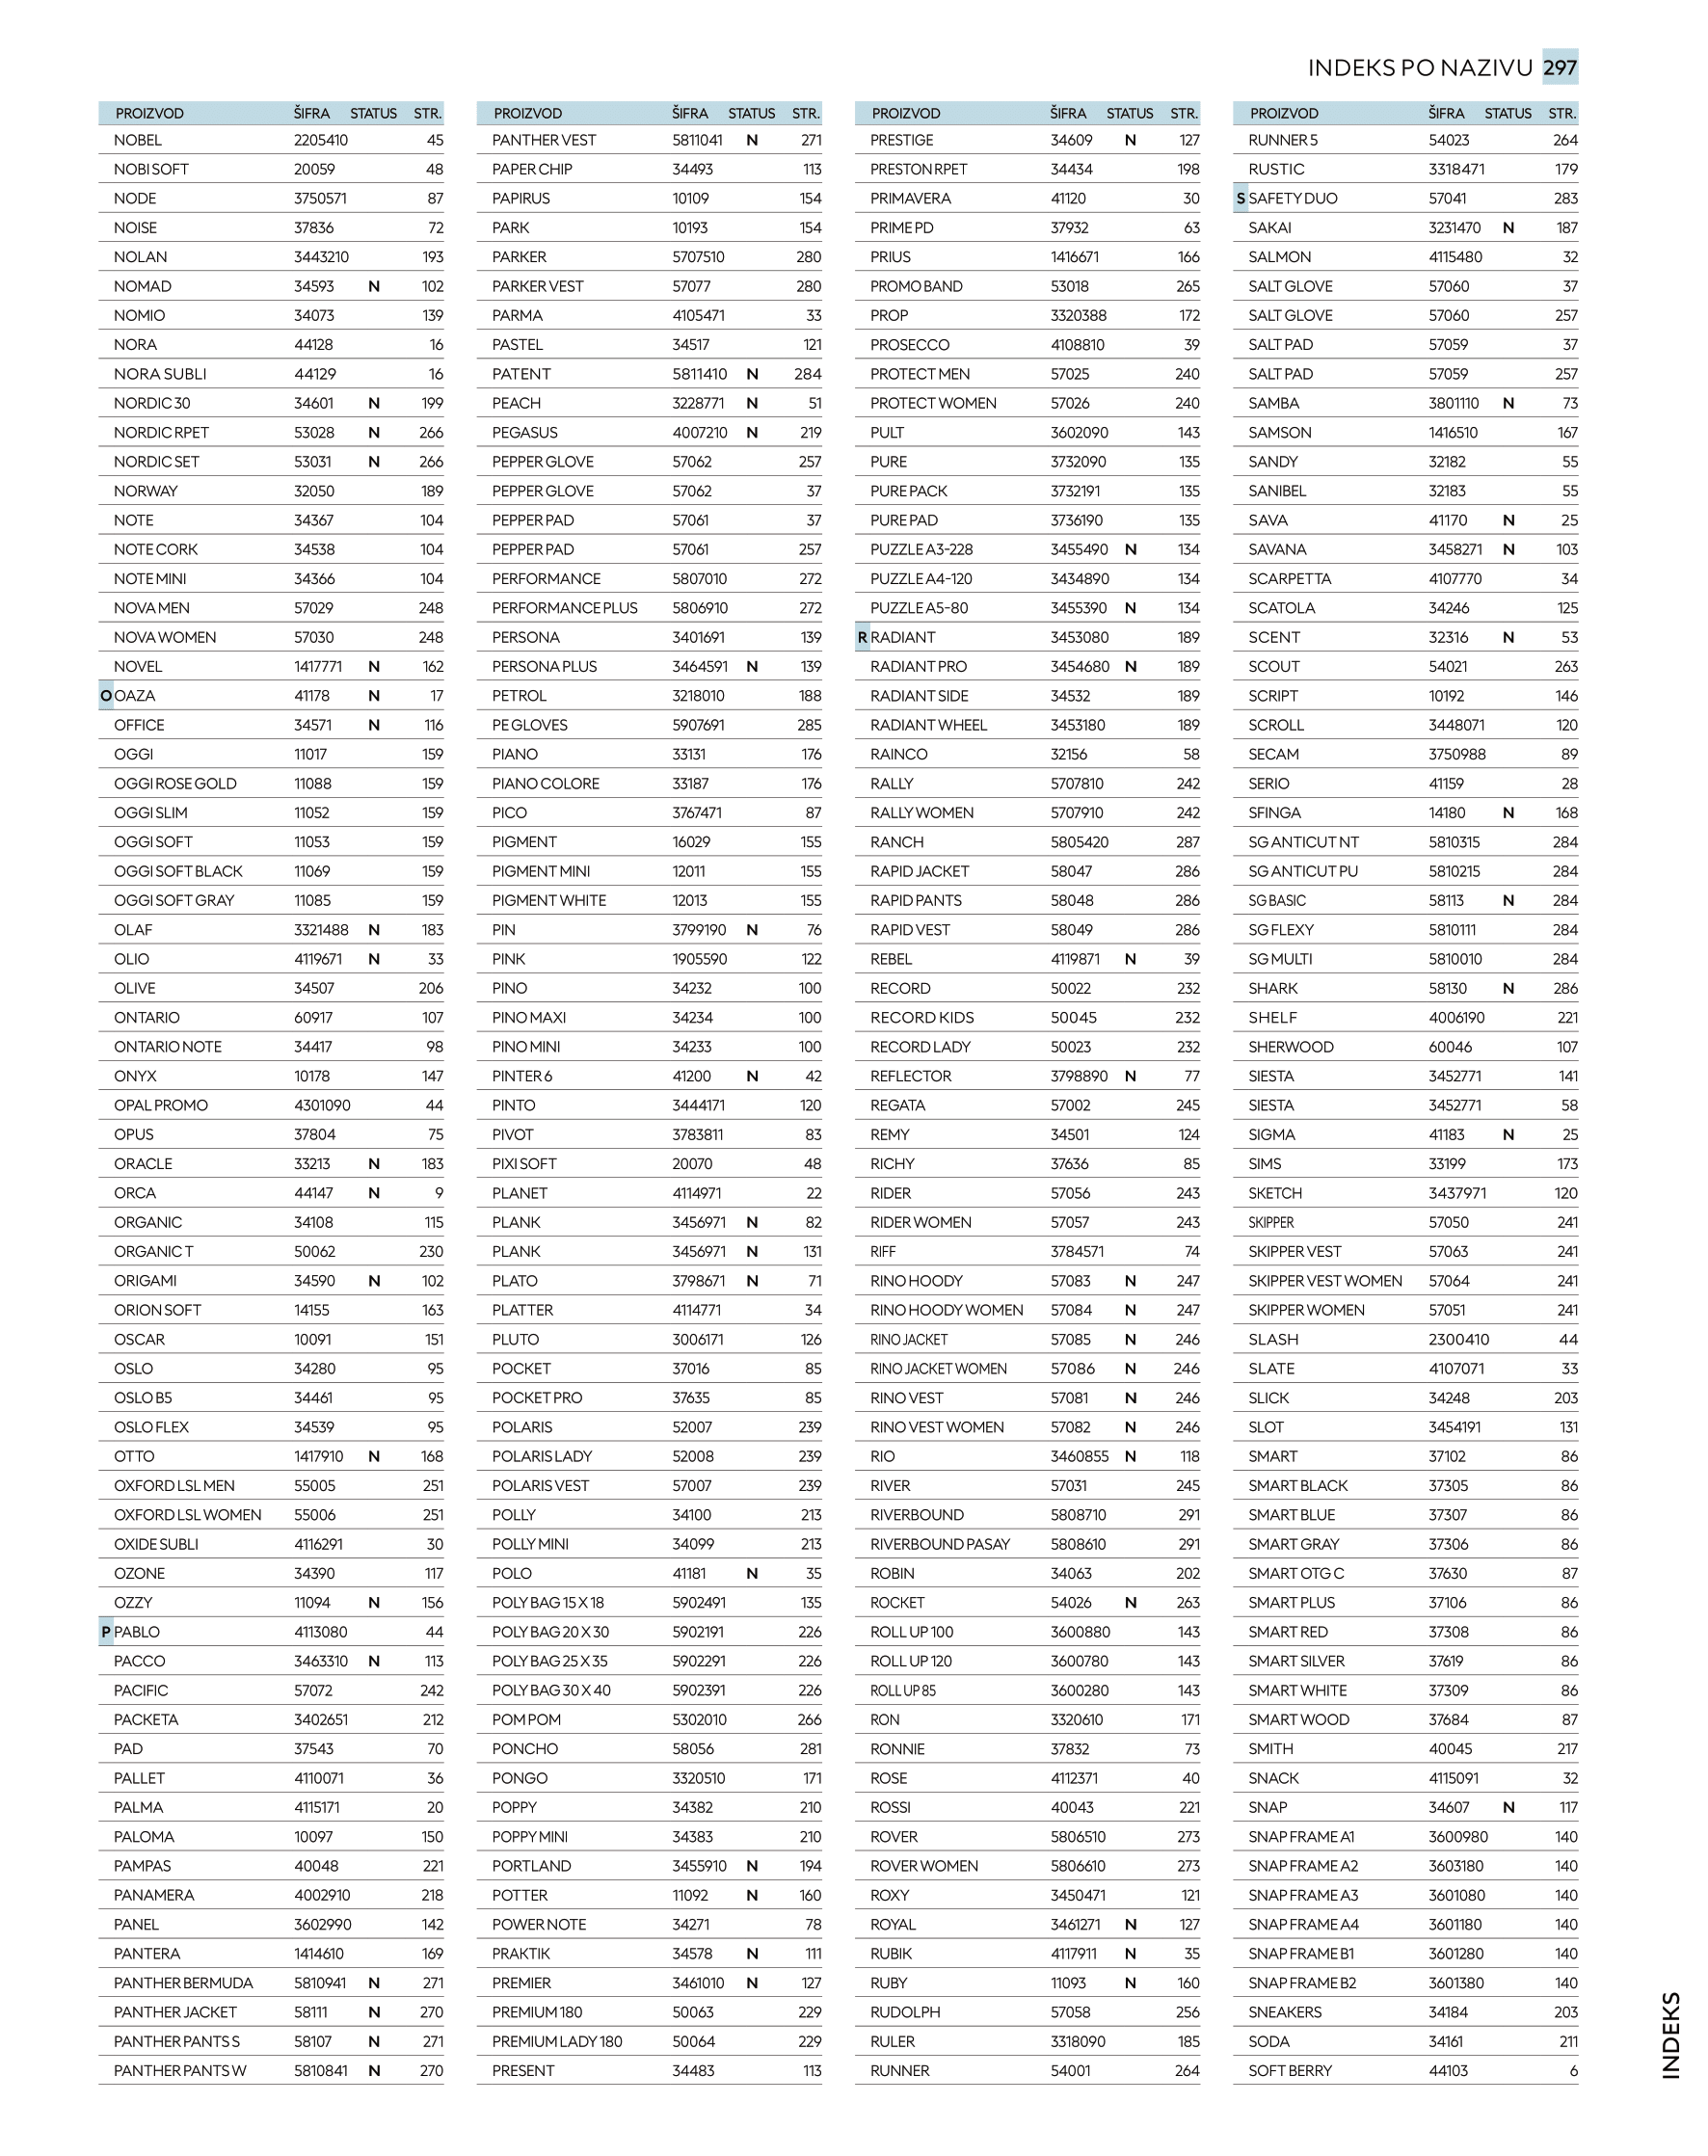 INDEKS PO NAZIVU 297
PROIZVOD ŠIFRA STATUS STR.
NOBEL 2205410 45
NOBI SOFT 20059 48
NODE 3750571 87
NOISE 37836 72
NOLAN 3443210 193
NOMAD 34593 N 102
NOMIO 34073 139
NORA 44128 16
NORA SUBLI 44129 16
NORDIC 30 34601 N 199
NORDIC RPET 53028 N 266
NORDIC SET 53031 N 266
NORWAY 32050 189
NOTE 34367 104
NOTE CORK 34538 104
NOTE MINI 34366 104
NOVA MEN 57029 248
NOVA WOMEN 57030 248
NOVEL 1417771 N 162
O OAZA 41178 N 17
OFFICE 34571 N 116
OGGI 11017 159
OGGI ROSE GOLD 11088 159
OGGI SLIM 11052 159
OGGI SOFT 11053 159
OGGI SOFT BLACK 11069 159
OGGI SOFT GRAY 11085 159
OLAF 3321488 N 183
OLIO 4119671 N 33
OLIVE 34507 206
ONTARIO 60917 107
ONTARIO NOTE 34417 98
ONYX 10178 147
OPAL PROMO 4301090 44
OPUS 37804 75
ORACLE 33213 N 183
ORCA 44147 N 9
ORGANIC 34108 115
ORGANIC T 50062 230
ORIGAMI 34590 N 102
ORION SOFT 14155 163
OSCAR 10091 151
OSLO 34280 95
OSLO B5 34461 95
OSLO FLEX 34539 95
OTTO 1417910 N 168
OXFORD LSL MEN 55005 251
OXFORD LSL WOMEN 55006 251
OXIDE SUBLI 4116291 30
OZONE 34390 117
OZZY 11094 N 156
P PABLO 4113080 44
PACCO 3463310 N 113
PACIFIC 57072 242
PACKETA 3402651 212
PAD 37543 70
PALLET 4110071 36
PALMA 4115171 20
PALOMA 10097 150
PAMPAS 40048 221
PANAMERA 4002910 218
PANEL 3602990 142
PANTERA 1414610 169
PANTHER BERMUDA 5810941 N 271
PANTHER JACKET 58111 N 270
PANTHER PANTS S 58107 N 271
PANTHER PANTS W 5810841 N 270
PROIZVOD ŠIFRA STATUS STR.
PANTHER VEST 5811041 N 271
PAPER CHIP 34493 113
PAPIRUS 10109 154
PARK 10193 154
PARKER 5707510 280
PARKER VEST 57077 280
PARMA 4105471 33
PASTEL 34517 121
PATENT 5811410 N 284
PEACH 3228771 N 51
PEGASUS 4007210 N 219
PEPPER GLOVE 57062 257
PEPPER GLOVE 57062 37
PEPPER PAD 57061 37
PEPPER PAD 57061 257
PERFORMANCE 5807010 272
PERFORMANCE PLUS 5806910 272
PERSONA 3401691 139
PERSONA PLUS 3464591 N 139
PETROL 3218010 188
PE GLOVES 5907691 285
PIANO 33131 176
PIANO COLORE 33187 176
PICO 3767471 87
PIGMENT 16029 155
PIGMENT MINI 12011 155
PIGMENT WHITE 12013 155
PIN 3799190 N 76
PINK 1905590 122
PINO 34232 100
PINO MAXI 34234 100
PINO MINI 34233 100
PINTER 6 41200 N 42
PINTO 3444171 120
PIVOT 3783811 83
PIXI SOFT 20070 48
PLANET 4114971 22
PLANK 3456971 N 82
PLANK 3456971 N 131
PLATO 3798671 N 71
PLATTER 4114771 34
PLUTO 3006171 126
POCKET 37016 85
POCKET PRO 37635 85
POLARIS 52007 239
POLARIS LADY 52008 239
POLARIS VEST 57007 239
POLLY 34100 213
POLLY MINI 34099 213
POLO 41181 N 35
POLY BAG 15 X 18 5902491 135
POLY BAG 20 X 30 5902191 226
POLY BAG 25 X 35 5902291 226
POLY BAG 30 X 40 5902391 226
POM POM 5302010 266
PONCHO 58056 281
PONGO 3320510 171
POPPY 34382 210
POPPY MINI 34383 210
PORTLAND 3455910 N 194
POTTER 11092 N 160
POWER NOTE 34271 78
PRAKTIK 34578 N 111
PREMIER 3461010 N 127
PREMIUM 180 50063 229
PREMIUM LADY 180 50064 229
PRESENT 34483 113
PROIZVOD ŠIFRA STATUS STR.
PRESTIGE 34609 N 127
PRESTON RPET 34434 198
PRIMAVERA 41120 30
PRIME PD 37932 63
PRIUS 1416671 166
PROMO BAND 53018 265
PROP 3320388 172
PROSECCO 4108810 39
PROTECT MEN 57025 240
PROTECT WOMEN 57026 240
PULT 3602090 143
PURE 3732090 135
PURE PACK 3732191 135
PURE PAD 3736190 135
PUZZLE A3-228 3455490 N 134
PUZZLE A4-120 3434890 134
PUZZLE A5-80 3455390 N 134
R RADIANT 3453080 189
RADIANT PRO 3454680 N 189
RADIANT SIDE 34532 189
RADIANT WHEEL 3453180 189
RAINCO 32156 58
RALLY 5707810 242
RALLY WOMEN 5707910 242
RANCH 5805420 287
RAPID JACKET 58047 286
RAPID PANTS 58048 286
RAPID VEST 58049 286
REBEL 4119871 N 39
RECORD 50022 232
RECORD KIDS 50045 232
RECORD LADY 50023 232
REFLECTOR 3798890 N 77
REGATA 57002 245
REMY 34501 124
RICHY 37636 85
RIDER 57056 243
RIDER WOMEN 57057 243
RIFF 3784571 74
RINO HOODY 57083 N 247
RINO HOODY WOMEN 57084 N 247
RINO JACKET 57085 N 246
RINO JACKET WOMEN 57086 N 246
RINO VEST 57081 N 246
RINO VEST WOMEN 57082 N 246
RIO 3460855 N 118
RIVER 57031 245
RIVERBOUND 5808710 291
RIVERBOUND PASAY 5808610 291
ROBIN 34063 202
ROCKET 54026 N 263
ROLL UP 100 3600880 143
ROLL UP 120 3600780 143
ROLL UP 85 3600280 143
RON 3320610 171
RONNIE 37832 73
ROSE 4112371 40
ROSSI 40043 221
ROVER 5806510 273
ROVER WOMEN 5806610 273
ROXY 3450471 121
ROYAL 3461271 N 127
RUBIK 4117911 N 35
RUBY 11093 N 160
RUDOLPH 57058 256
RULER 3318090 185
RUNNER 54001 264
PROIZVOD ŠIFRA STATUS STR.
RUNNER 5 54023 264
RUSTIC 3318471 179
S SAFETY DUO 57041 283
SAKAI 3231470 N 187
SALMON 4115480 32
SALT GLOVE 57060 37
SALT GLOVE 57060 257
SALT PAD 57059 37
SALT PAD 57059 257
SAMBA 3801110 N 73
SAMSON 1416510 167
SANDY 32182 55
SANIBEL 32183 55
SAVA 41170 N 25
SAVANA 3458271 N 103
SCARPETTA 4107770 34
SCATOLA 34246 125
SCENT 32316 N 53
SCOUT 54021 263
SCRIPT 10192 146
SCROLL 3448071 120
SECAM 3750988 89
SERIO 41159 28
SFINGA 14180 N 168
SG ANTICUT NT 5810315 284
SG ANTICUT PU 5810215 284
SG BASIC 58113 N 284
SG FLEXY 5810111 284
SG MULTI 5810010 284
SHARK 58130 N 286
SHELF 4006190 221
SHERWOOD 60046 107
SIESTA 3452771 141
SIESTA 3452771 58
SIGMA 41183 N 25
SIMS 33199 173
SKETCH 3437971 120
SKIPPER 57050 241
SKIPPER VEST 57063 241
SKIPPER VEST WOMEN 57064 241
SKIPPER WOMEN 57051 241
SLASH 2300410 44
SLATE 4107071 33
SLICK 34248 203
SLOT 3454191 131
SMART 37102 86
SMART BLACK 37305 86
SMART BLUE 37307 86
SMART GRAY 37306 86
SMART OTG C 37630 87
SMART PLUS 37106 86
SMART RED 37308 86
SMART SILVER 37619 86
SMART WHITE 37309 86
SMART WOOD 37684 87
SMITH 40045 217
SNACK 4115091 32
SNAP 34607 N 117
SNAP FRAME A1 3600980 140
SNAP FRAME A2 3603180 140
SNAP FRAME A3 3601080 140
SNAP FRAME A4 3601180 140
SNAP FRAME B1 3601280 140
SNAP FRAME B2 3601380 140
SNEAKERS 34184 203
SODA 34161 211
SOFT BERRY 44103 6
INDEKS